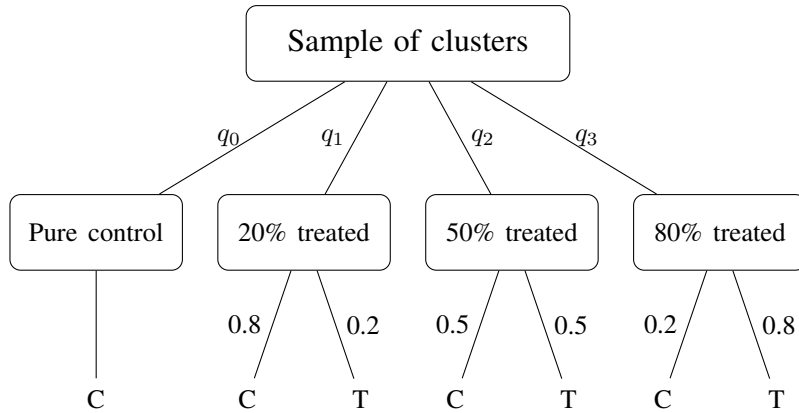 Sample of clusters
q0 q1 q2 q3
Pure control 20% treated 50% treated 80% treated
0.8 0.2 0.5 0.5 0.2 0.8
C C T C T C T